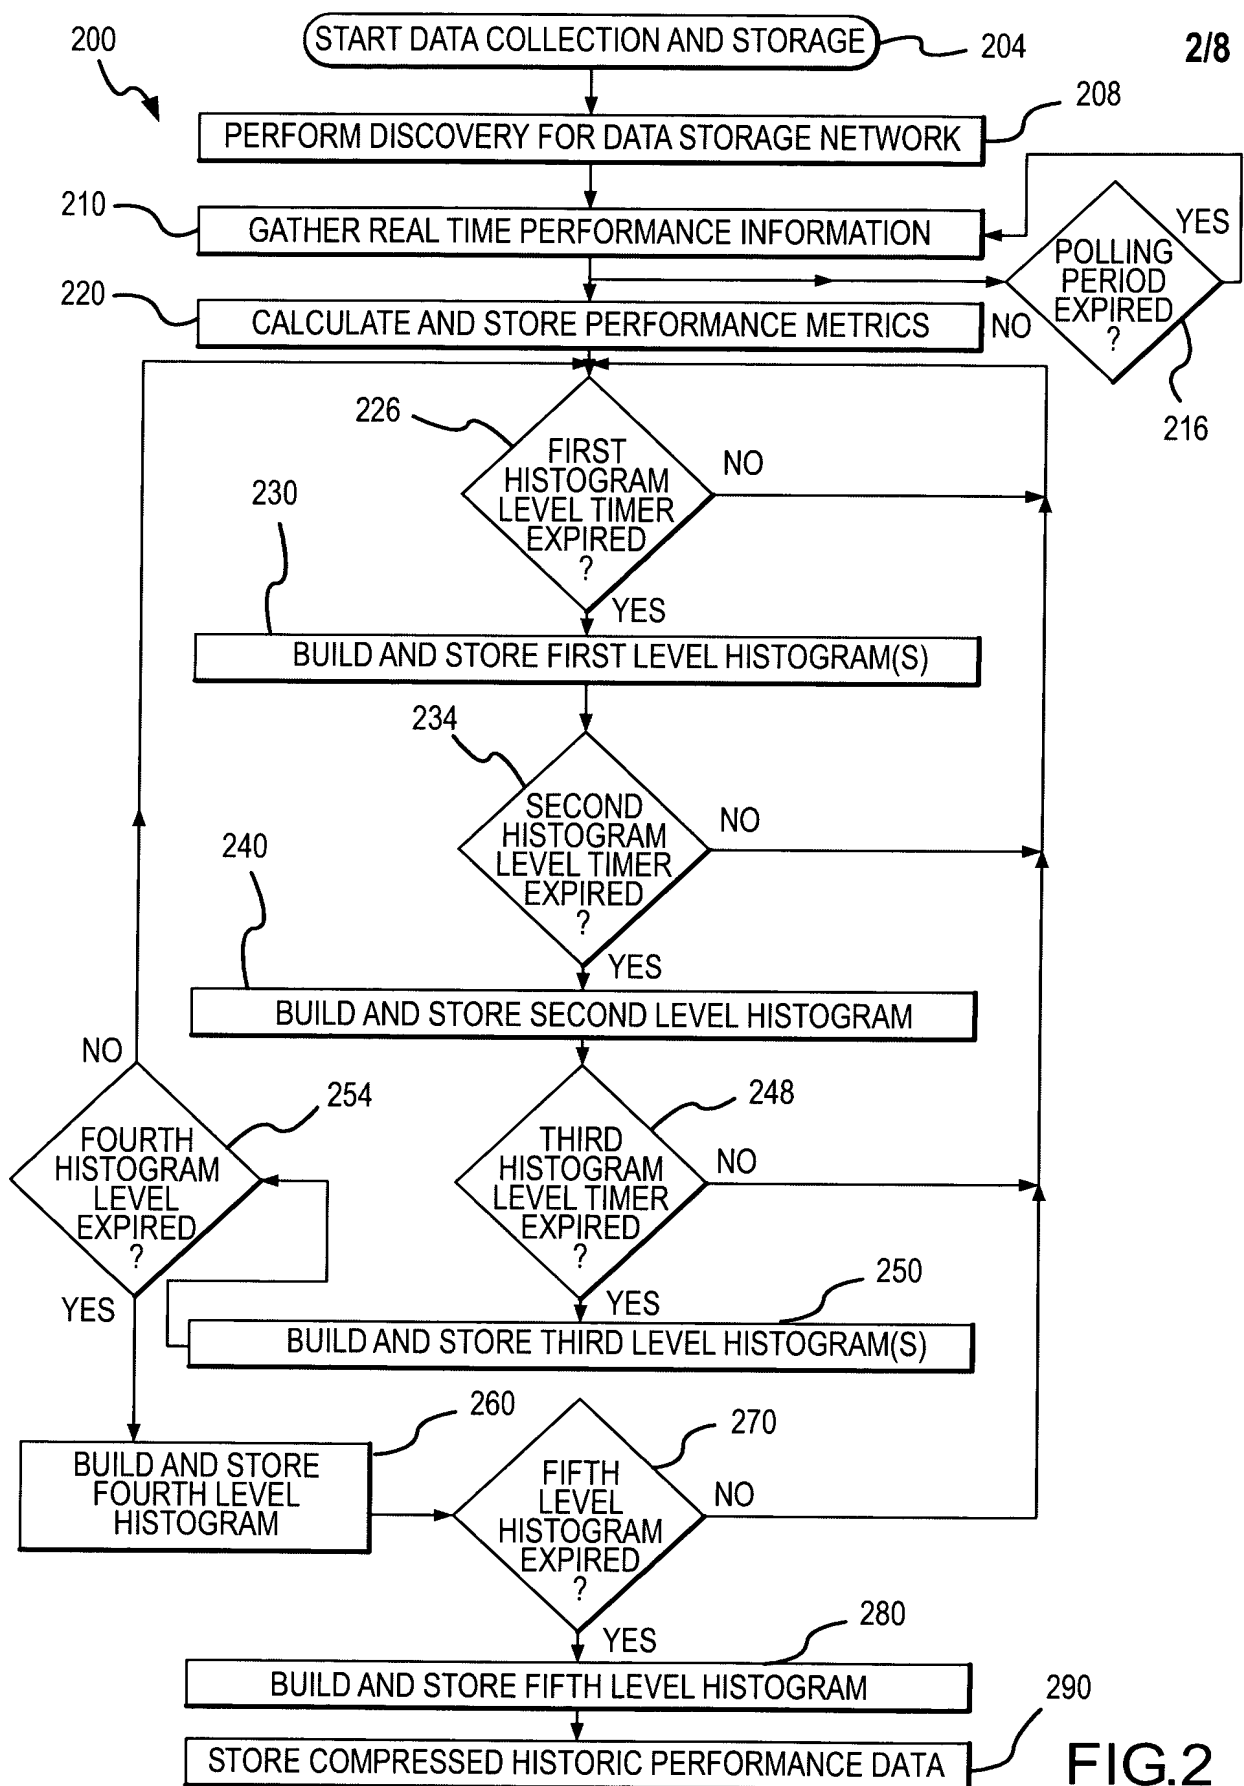 200
START DATA COLLECTION AND STORAGE
204
2/8
208
PERFORM DISCOVERY FOR DATA STORAGE NETWORK
210
GATHER REAL TIME PERFORMANCE INFORMATION
YES
POLLING
PERIOD
EXPIRED
?
220
CALCULATE AND STORE PERFORMANCE METRICS
NO
216
226
FIRST
HISTOGRAM
LEVEL TIMER
EXPIRED
?
NO
YES
230
BUILD AND STORE FIRST LEVEL HISTOGRAM(S)
234
SECOND
HISTOGRAM
LEVEL TIMER
EXPIRED
?
NO
YES
240
BUILD AND STORE SECOND LEVEL HISTOGRAM
NO
254
FOURTH
HISTOGRAM
LEVEL
EXPIRED
?
YES
248
THIRD
HISTOGRAM
LEVEL TIMER
EXPIRED
?
NO
YES
250
BUILD AND STORE THIRD LEVEL HISTOGRAM(S)
260
BUILD AND STORE
FOURTH LEVEL
HISTOGRAM
270
FIFTH
LEVEL
HISTOGRAM
EXPIRED
?
NO
YES
280
BUILD AND STORE FIFTH LEVEL HISTOGRAM
290
STORE COMPRESSED HISTORIC PERFORMANCE DATA
FIG.2